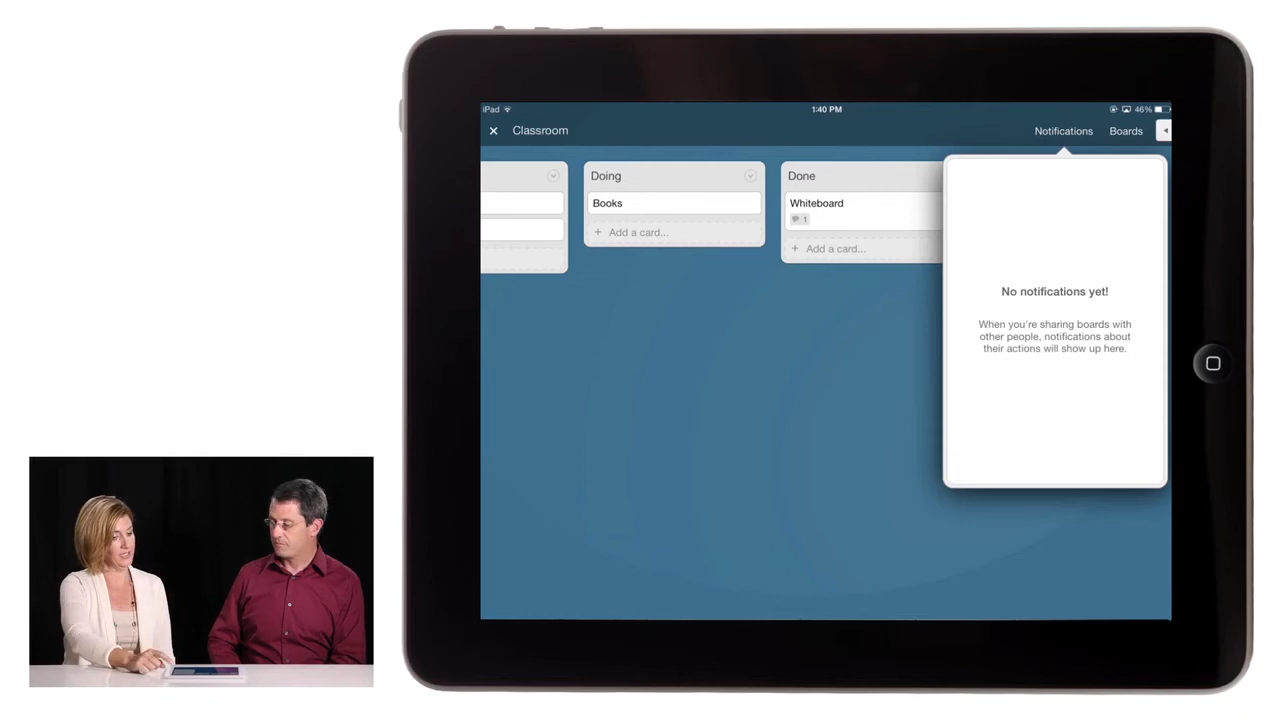 iPad
1:40 PM
46%
Classroom
Notifications
Boards
Doing
Books
+ Add a card...
Done
Whiteboard
1
+ Add a card...
No notifications yet!
When you're sharing boards with
other people, notifications about
their actions will show up here.